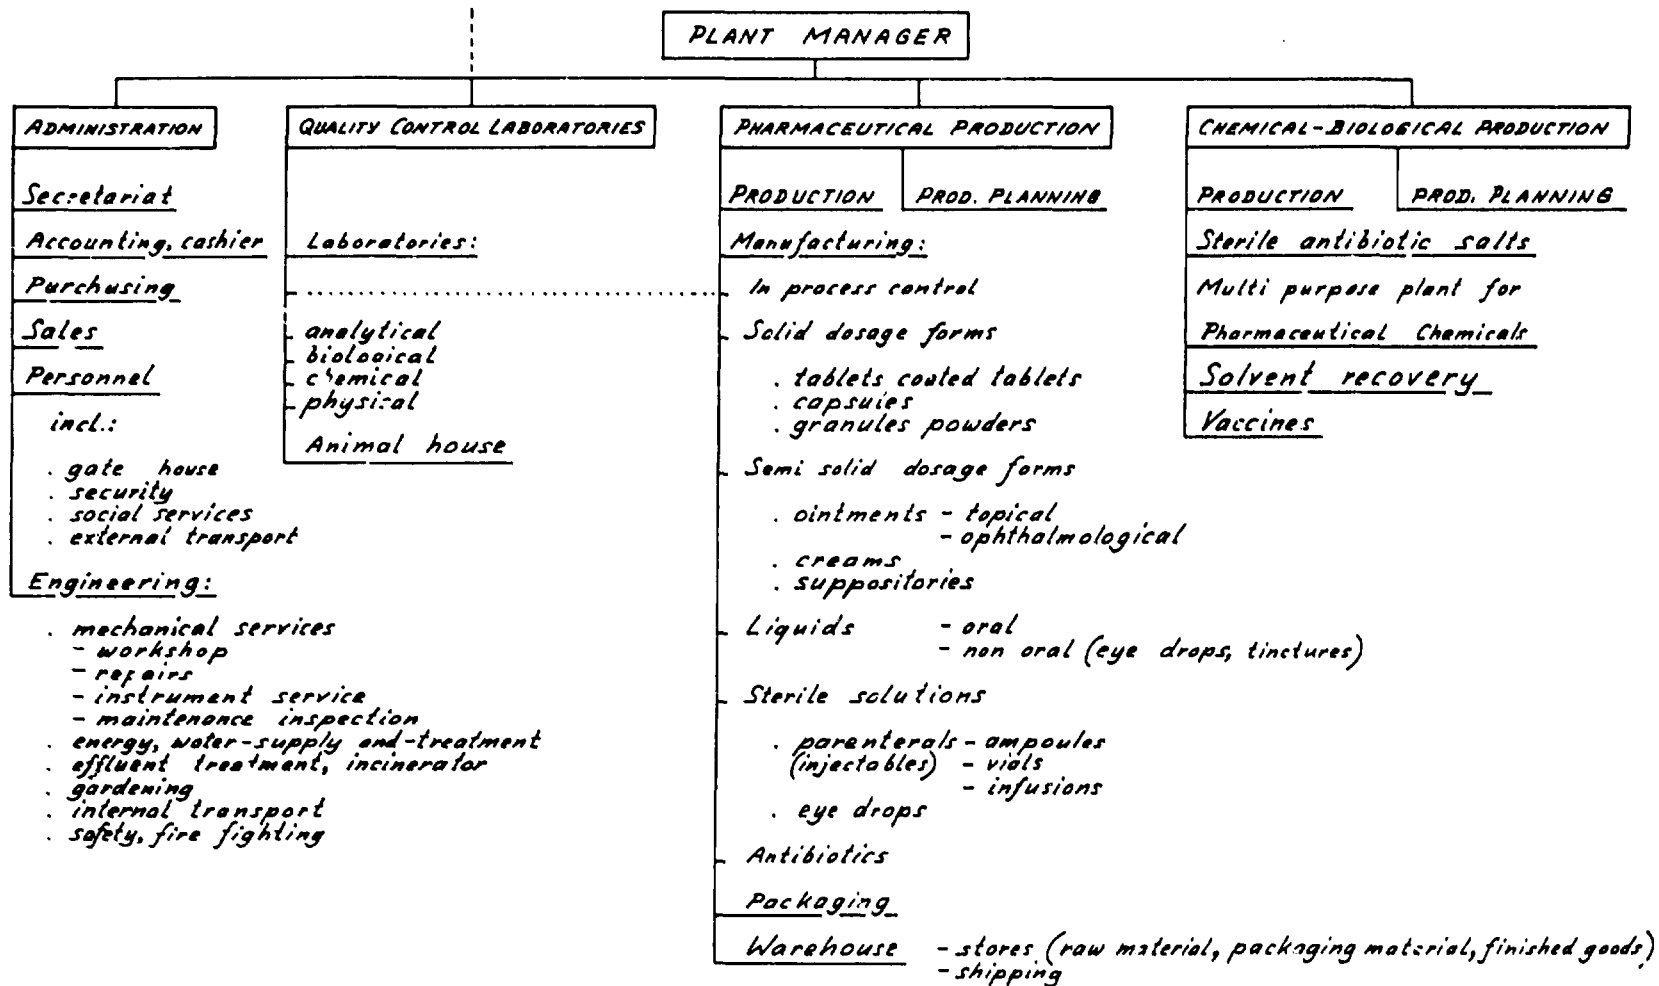 PLANT MANAGER
ADMINISTRATION
Secretariat
Accounting, cashier
Purchasing
Sales
Personnel
incl.:
. gate house
. security
. social services
. external transport
Engineering:
. mechanical services
- workshop
- repairs
- instrument service
- maintenance inspection
. energy, water-supply and-treatment
. effluent treatment, incinerator
. gardening
. internal transport
. safety, fire fighting
QUALITY CONTROL LABORATORIES
Laboratories:
analytical
biological
chemical
physical
Animal house
PHARMACEUTICAL PRODUCTION
PRODUCTION
PROD. PLANNING
Manufacturing:
In process control
Solid dosage forms
. tablets coated tablets
. capsules
. granules powders
Semi solid dosage forms
. ointments - topical
- ophthalmological
. creams
. suppositories
Liquids - oral
- non oral (eye drops, tinctures)
Sterile solutions
. parenterals - ampoules
(injectables) - vials
- infusions
. eye drops
Antibiotics
Packaging
Warehouse - stores (raw material, packaging material, finished goods)
- shipping
CHEMICAL-BIOLOGICAL PRODUCTION
PRODUCTION
PROD. PLANNING
Sterile antibiotic salts
Multi purpose plant for
Pharmaceutical Chemicals
Solvent recovery
Vaccines